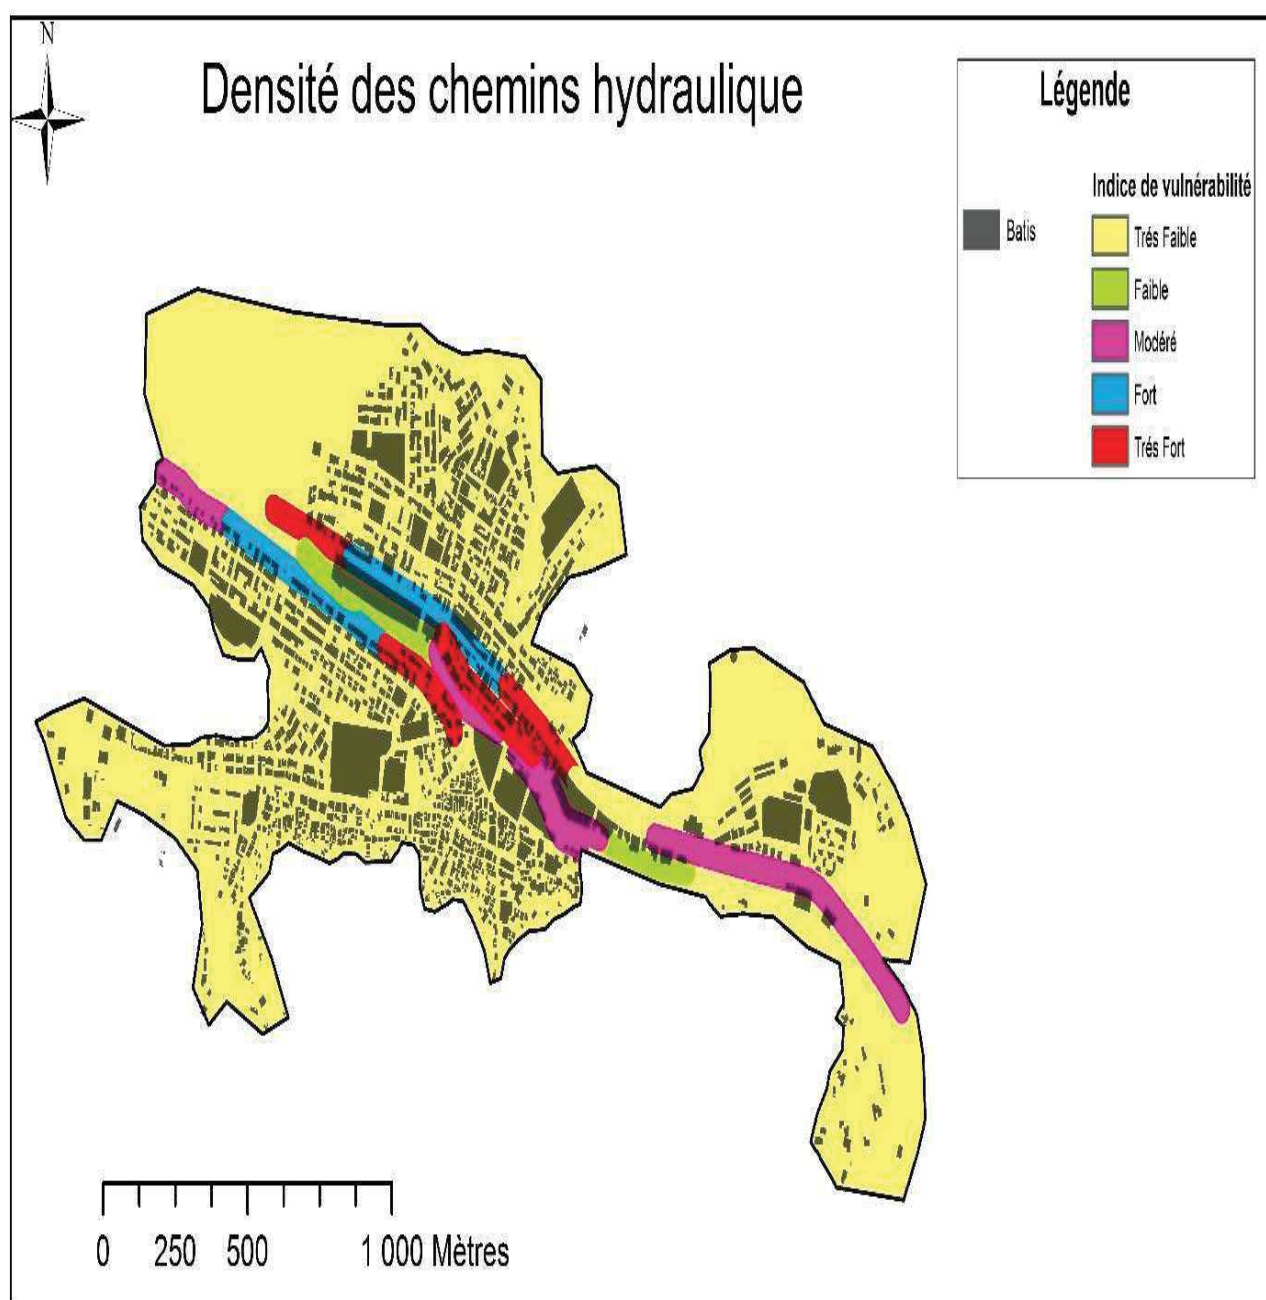 N
Densité des chemins hydraulique
Légende
Indice de vulnérabilité
Batis
Trés Faible
Faible
Modéré
Fort
Trés Fort
0 250 500 1 000 Mètres